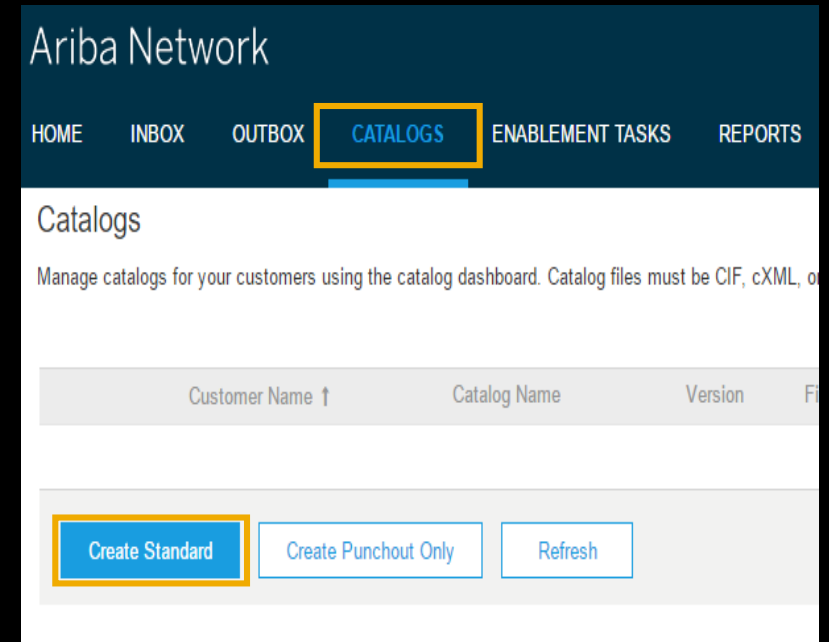 Ariba Network
HOME INBOX OUTBOX CATALOGS ENABLEMENT TASKS REPORTS
Catalogs
Manage catalogs for your customers using the catalog dashboard. Catalog files must be CIF, cXML,
Customer Name ↑ Catalog Name Version
Create Standard Create Punchout Only Refresh